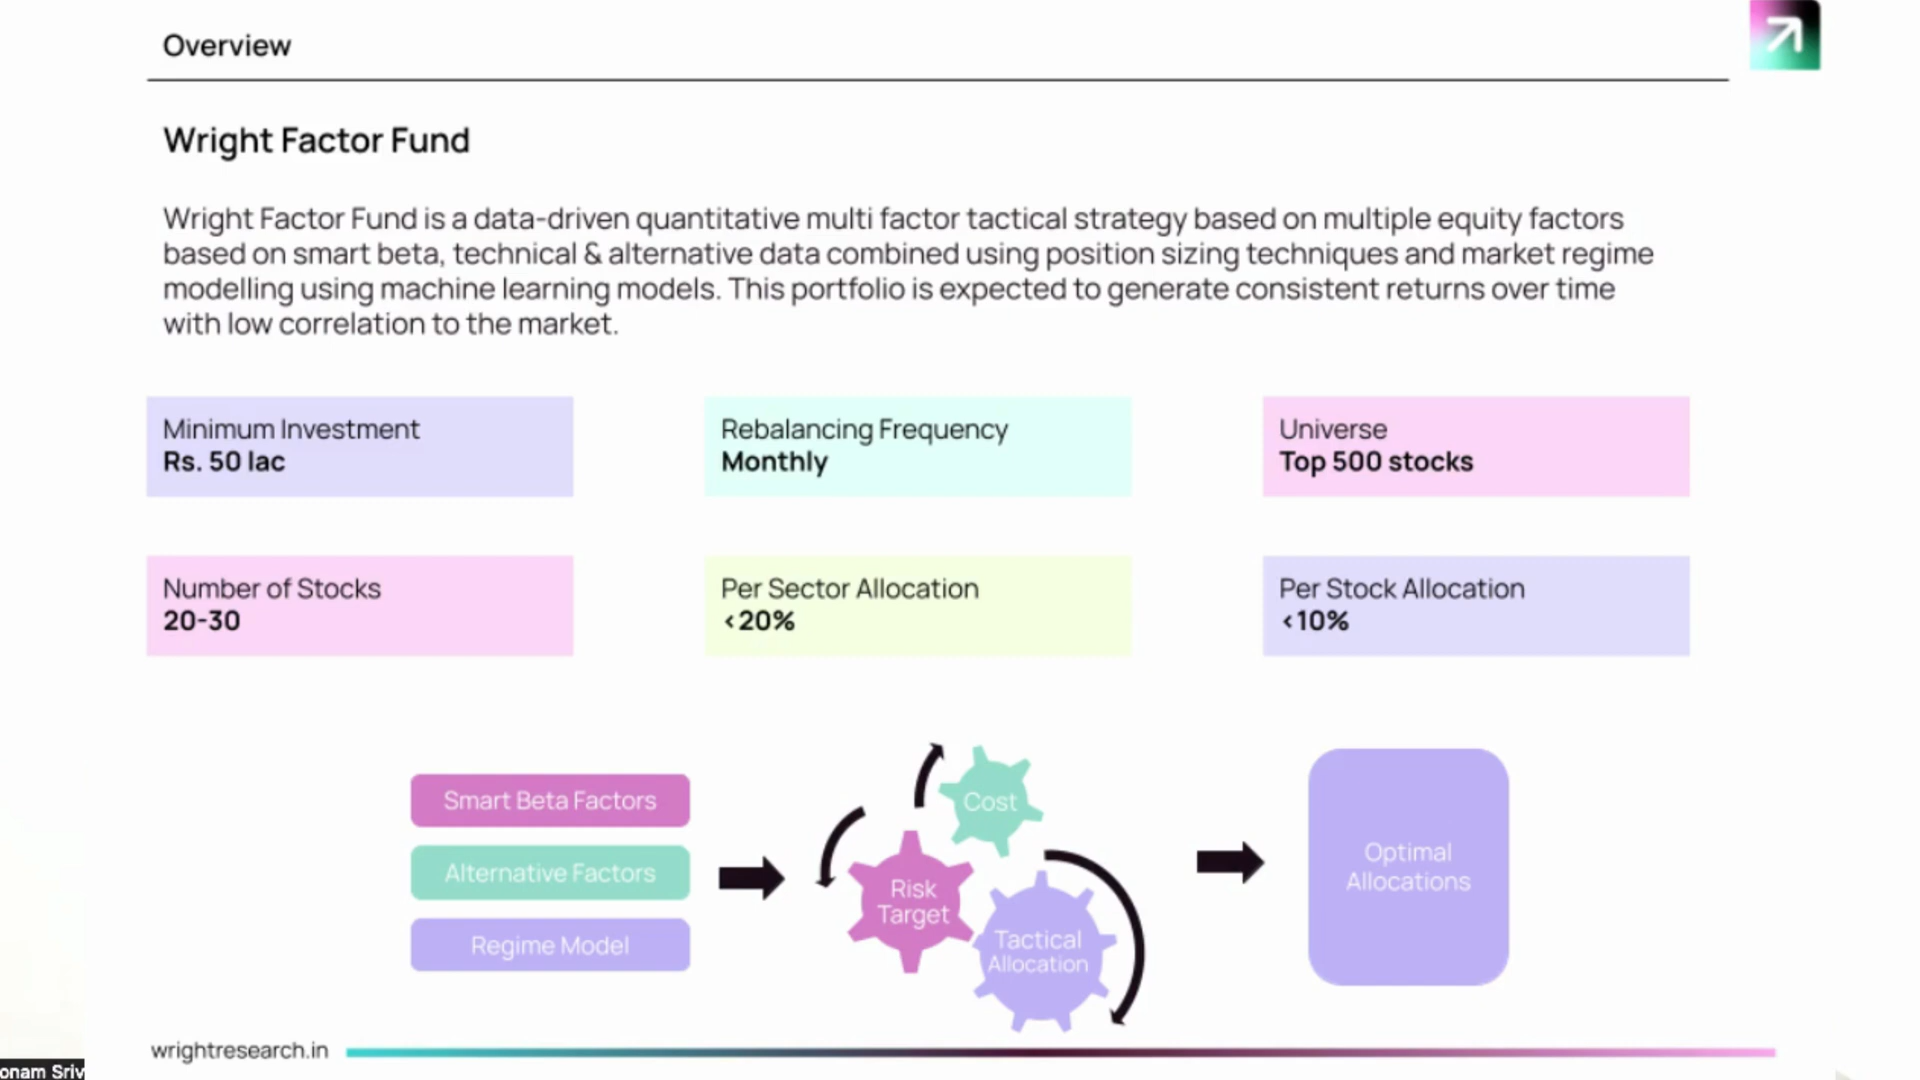 Overview
Wright Factor Fund
Wright Factor Fund is a data-driven quantitative multi factor tactical strategy based on multiple equity factors
based on smart beta, technical & alternative data combined using position sizing techniques and market regime
modelling using machine learning models. This portfolio is expected to generate consistent returns over time
with low correlation to the market.
Minimum Investment
Rs. 50 lac
Rebalancing Frequency
Monthly
Universe
Top 500 stocks
Number of Stocks
20-30
Per Sector Allocation
<20%
Per Stock Allocation
<10%
Smart Beta Factors
Alternative Factors
Regime Model
Cost
Risk
Target
Tactical
Allocation
Optimal
Allocations
wrightresearch.in
onam Sriv